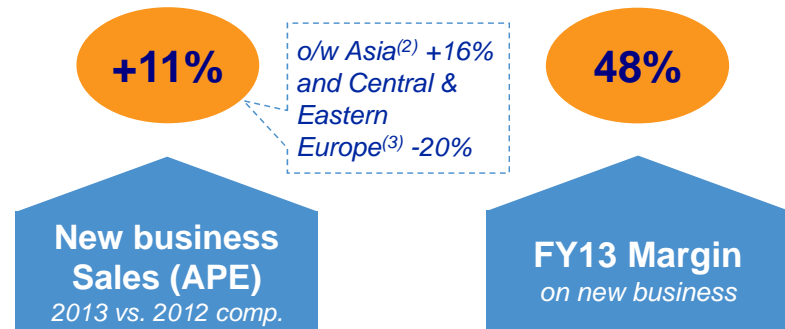 +11%
o/w Asia(2) +16%
and Central &
Eastern
Europe(3) -20%
48%
New business
Sales (APE)
2013 vs. 2012 comp.
FY13 Margin
on new business